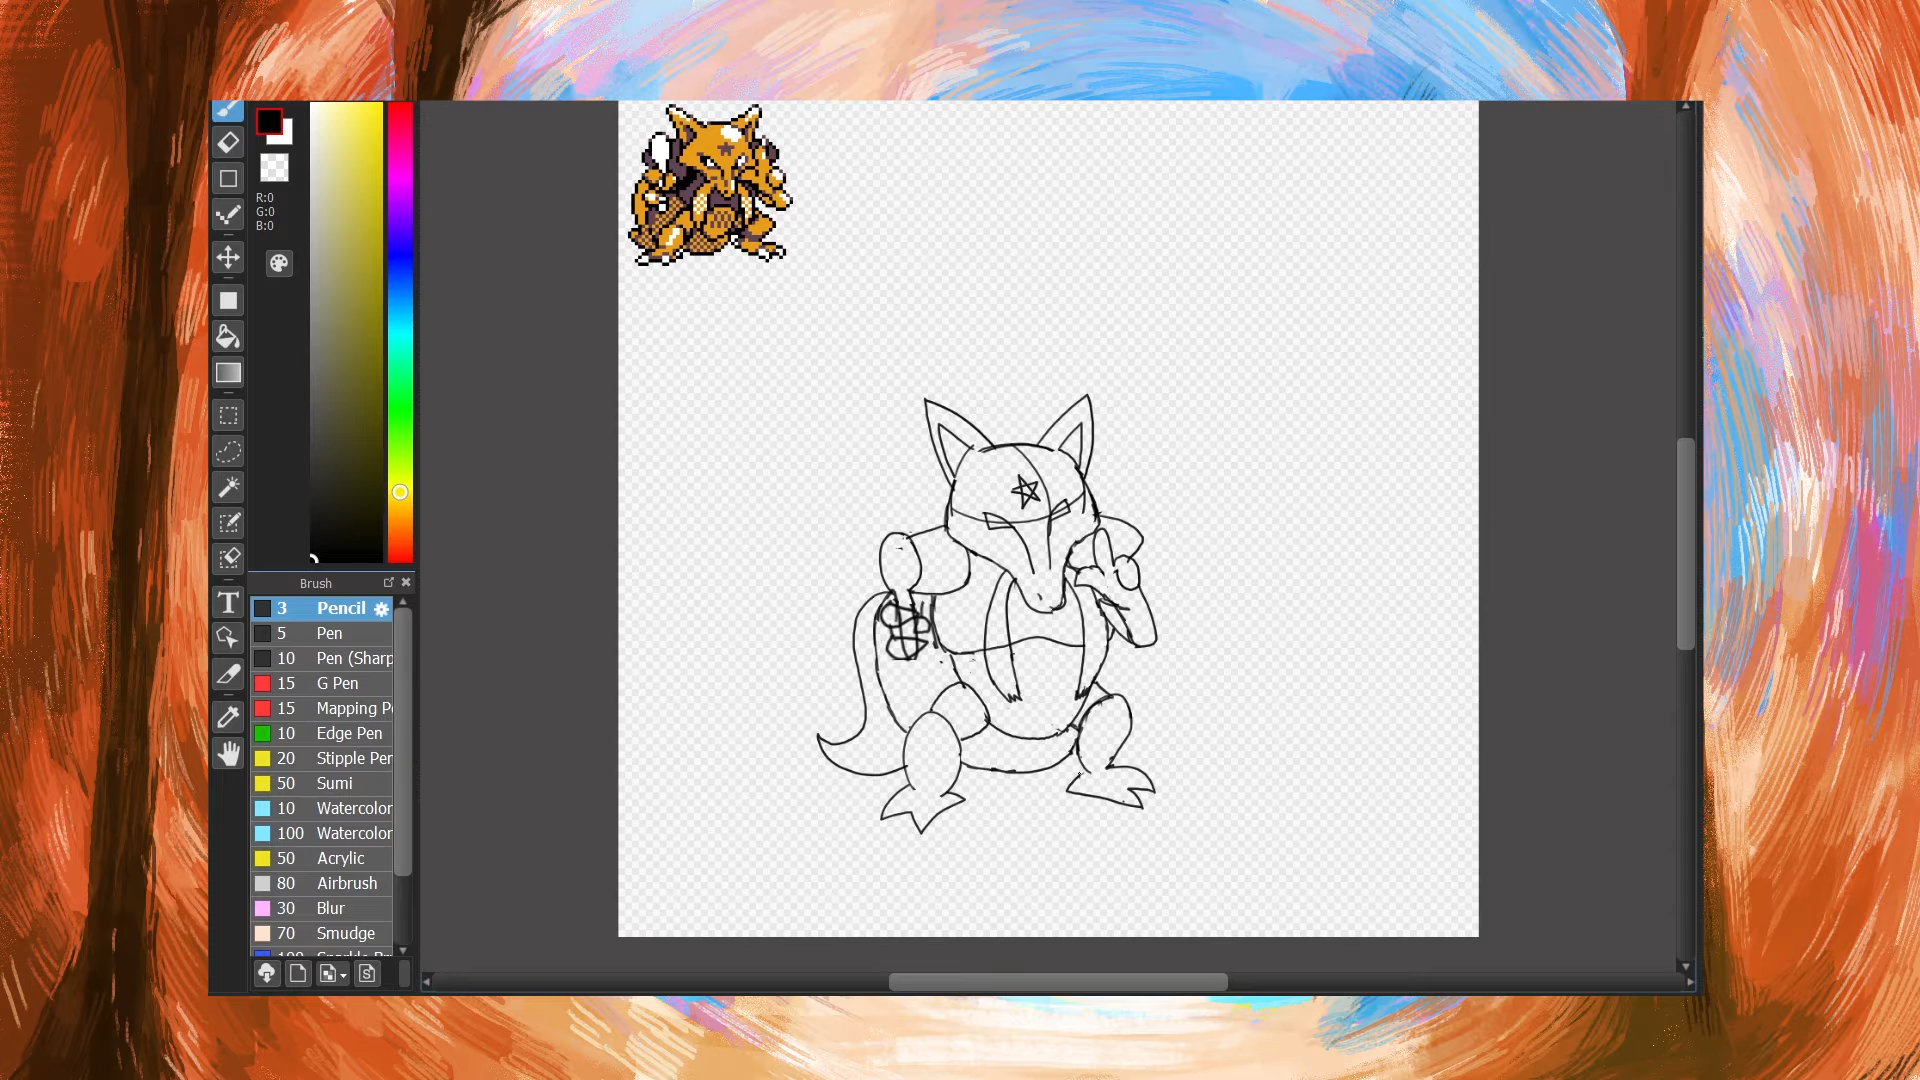 R:0
G:0
B:0
Brush
3 Pencil
5 Pen
10 Pen (Sharp
15 G Pen
15 Mapping P
10 Edge Pen
20 Stipple Per
50 Sumi
10 Watercolor
100 Watercolor
50 Acrylic
80 Airbrush
30 Blur
70 Smudge
T
S